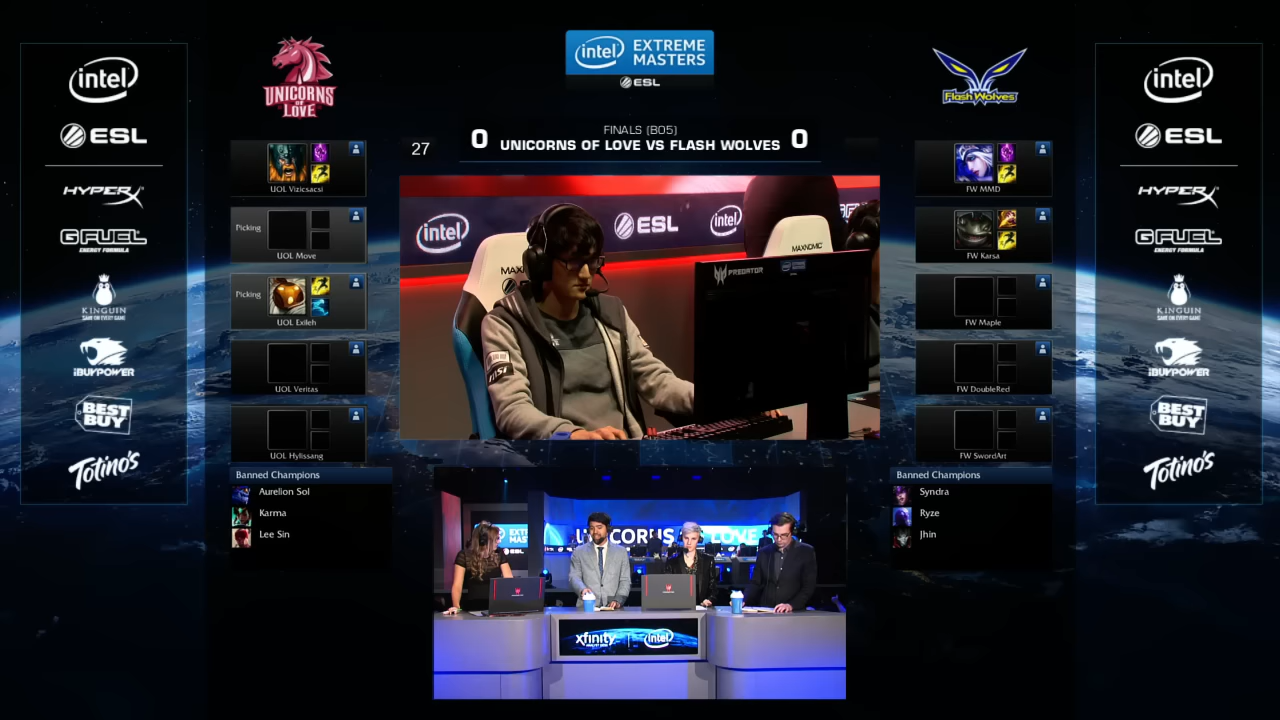 intel
ESL
HYPERX
GFUEL
ENERGY FORMULA
KINGUIN
iBUYPOWER
BEST BUY
TOTINO'S
UNICORNS
OF
LOVE
intel EXTREME MASTERS
ESL
Flash Wolves
intel
ESL
HYPERX
GFUEL
ENERGY FORMULA
KINGUIN
iBUYPOWER
BEST BUY
TOTINO'S
FINALS (BO5)
27
0 UNICORNS OF LOVE VS FLASH WOLVES 0
UOL Vizicsacsi
Picking
UOL Move
Picking
UOL Exileh
UOL Veritas
UOL Hylissang
FW MMD
FW Karsa
FW Maple
FW DoubleRed
FW SwordArt
intel
ESL
intel
MAXNOMIC
PREDATOR
Banned Champions
Aurelion Sol
Karma
Lee Sin
Banned Champions
Syndra
Ryze
Jhin
xfinity
intel